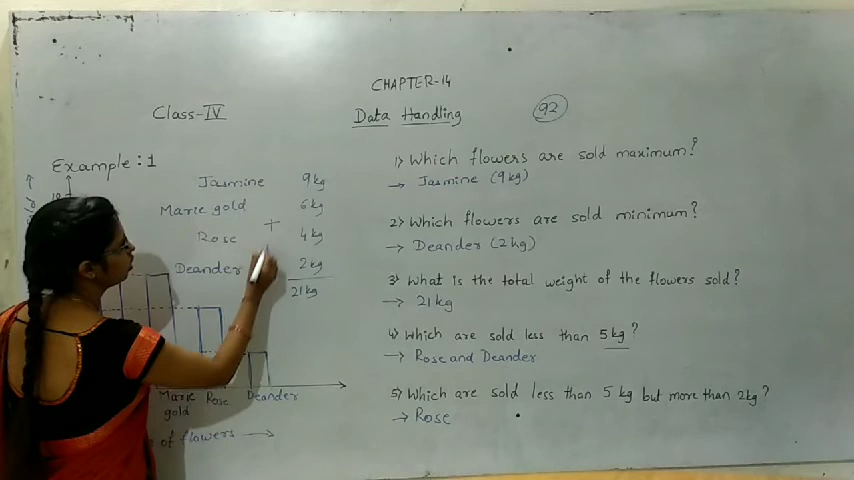 CHAPTER-14
Class-IV
Data Handling
92
Example:1
Jasmine 9kg
Marie gold 6kg
Rose + 4kg
Deander 2kg
21kg
10
Marie gold
Rose
Deander
of flowers →
1) Which flowers are sold maximum?
→ Jasmine (9kg)
2) Which flowers are sold minimum?
→ Deander (2kg)
3) What is the total weight of the flowers sold?
→ 21kg
4) Which are sold less than 5kg?
→ Rose and Deander
5) Which are sold less than 5 kg but more than 2kg?
→ Rose